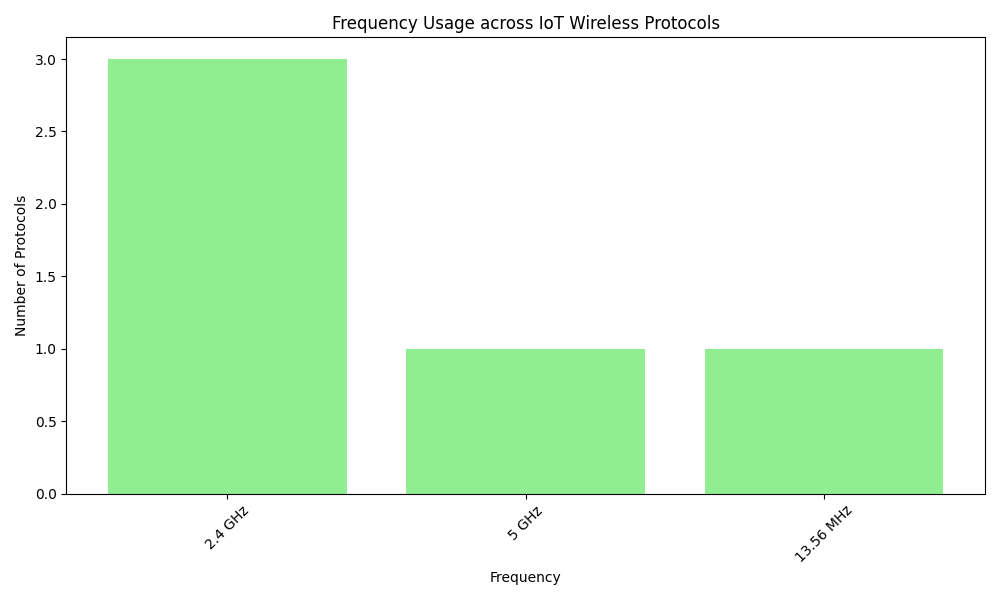 Frequency Usage across IoT Wireless Protocols
Number of Protocols
3.0
2.5
2.0
1.5
1.0
0.5
0.0
2.4 GHz
5 GHz
13.56 MHz
Frequency